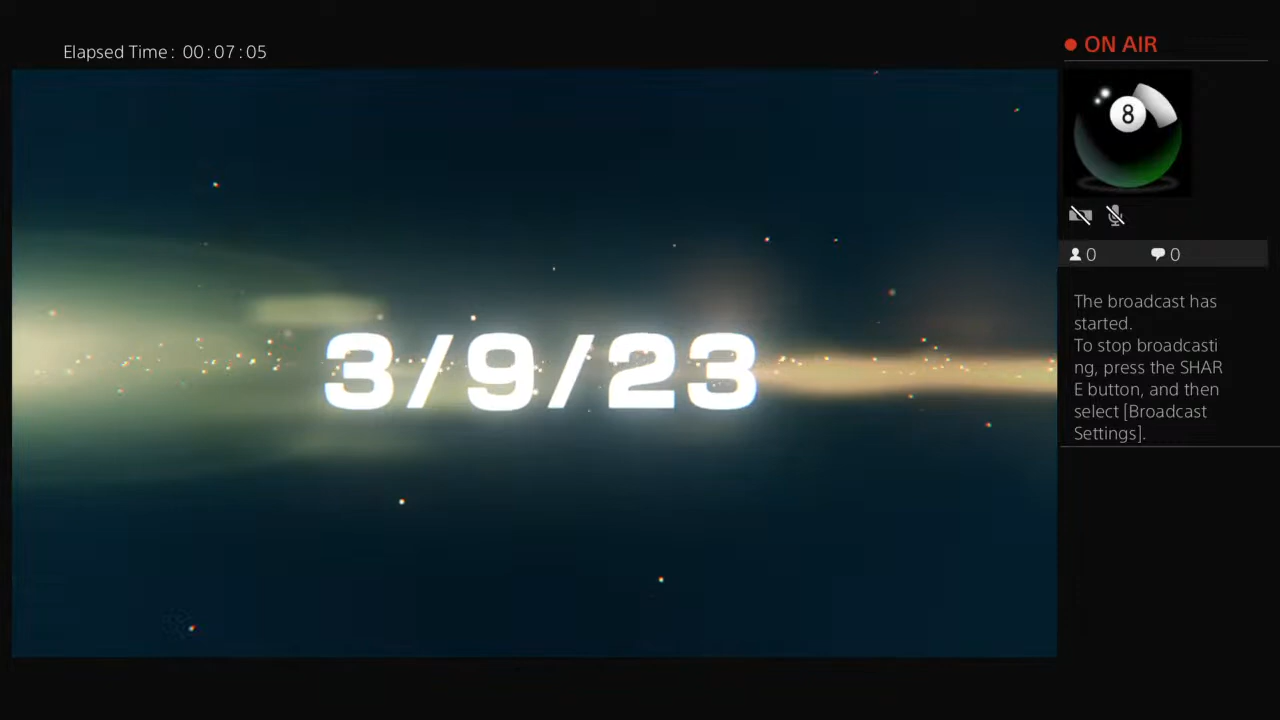 Elapsed Time: 00:07:05
ON AIR
8
0 0
The broadcast has
started.
To stop broadcasti
ng, press the SHAR
E button, and then
select [Broadcast
Settings].
3/9/23